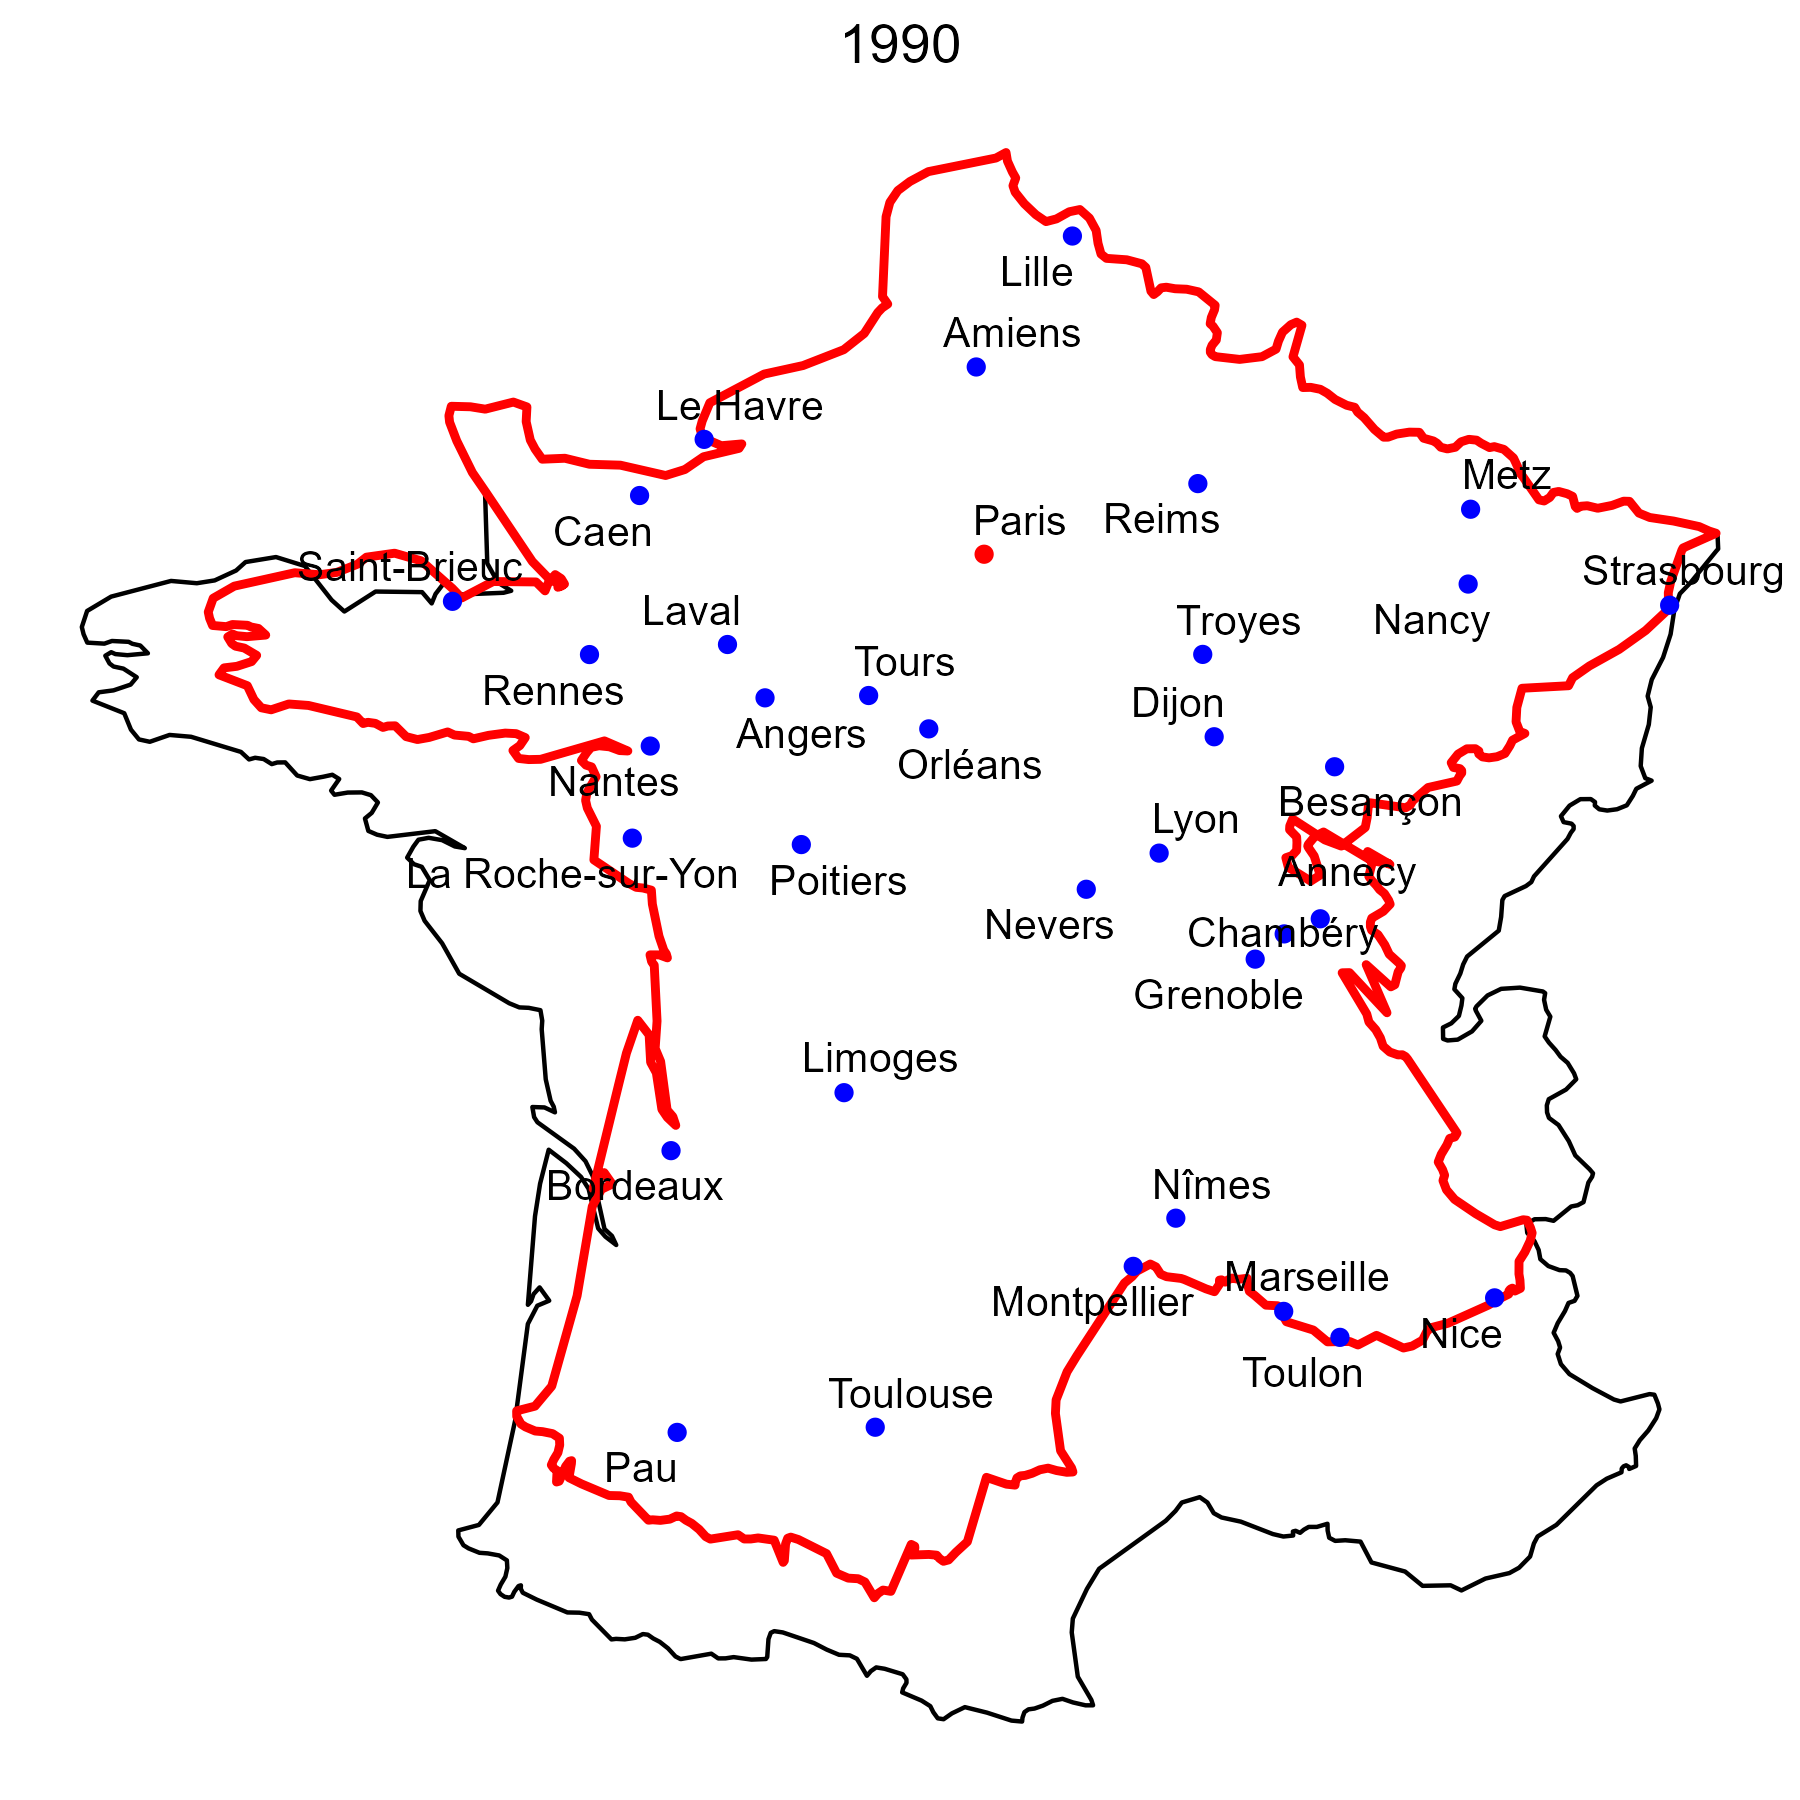 1990
Lille
Amiens
Le Havre
Metz
Paris
Reims
Caen
Saint-Brieuc
Strasbourg
Laval
Troyes
Nancy
Tours
Rennes
Dijon
Angers
Orléans
Nantes
Besançon
Lyon
La Roche-sur-Yon
Poitiers
Annecy
Nevers
Chambéry
Grenoble
Limoges
Bordeaux
Nîmes
Marseille
Montpellier
Nice
Toulon
Toulouse
Pau